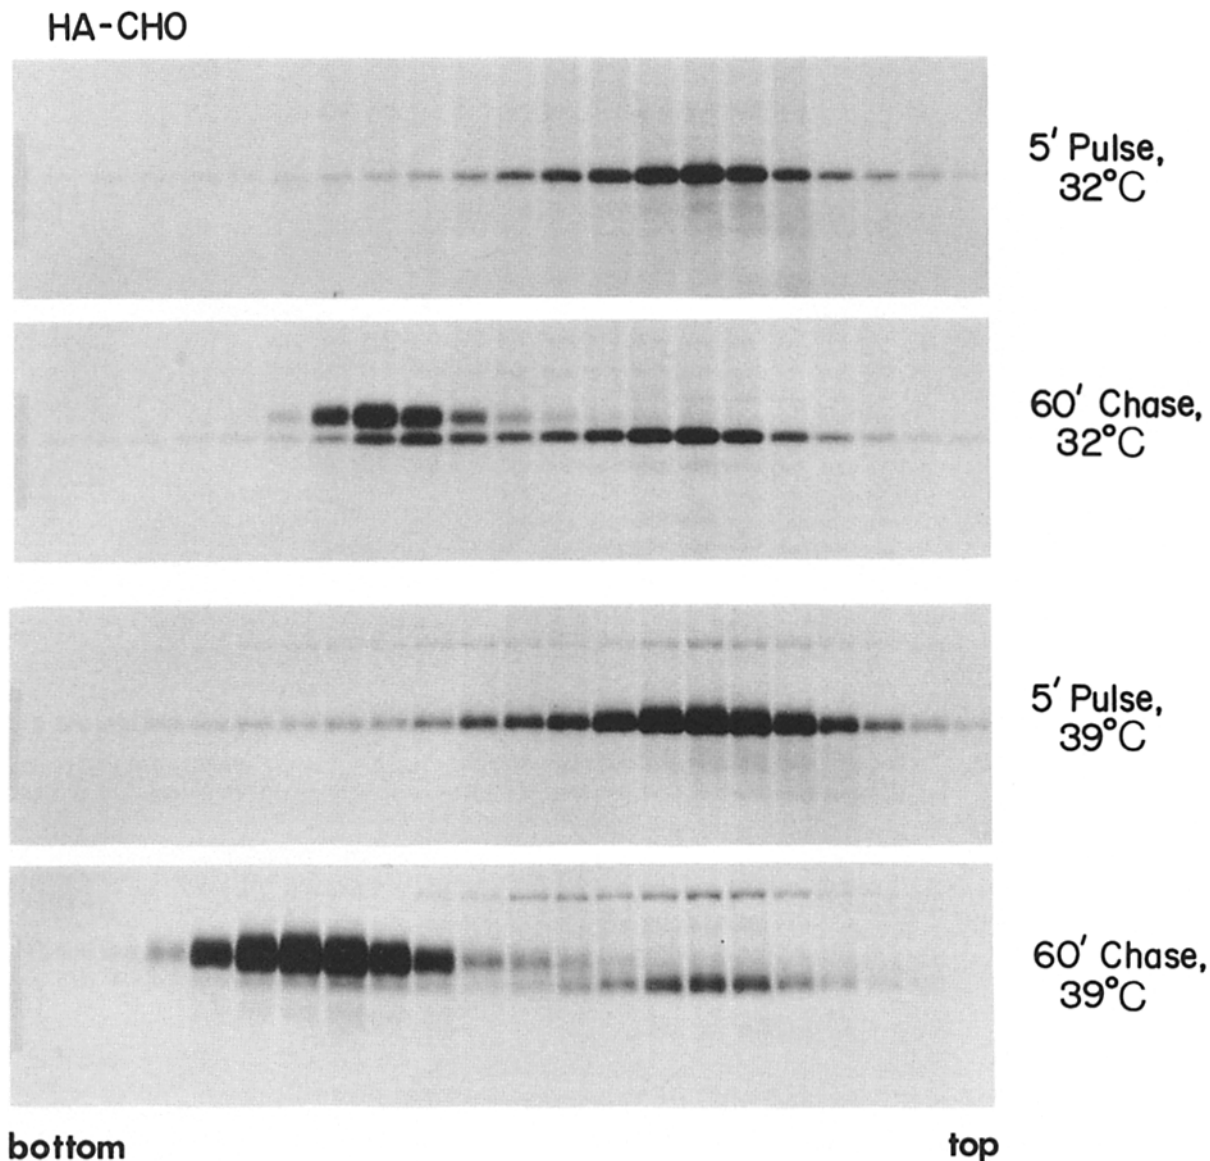 HA-CHO
5' Pulse,
32°C
60' Chase,
32°C
5' Pulse,
39°C
60' Chase,
39°C
bottom
top